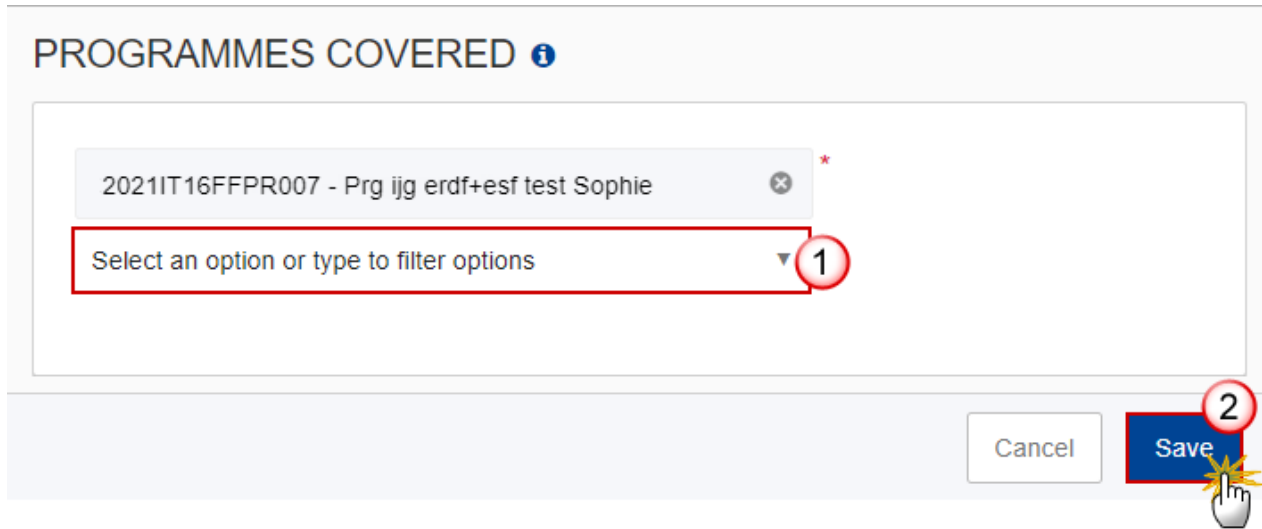 PROGRAMMES COVERED
2021IT16FFPR007 - Prg ijg erdf+esf test Sophie
*
Select an option or type to filter options
1
2
Cancel
Save